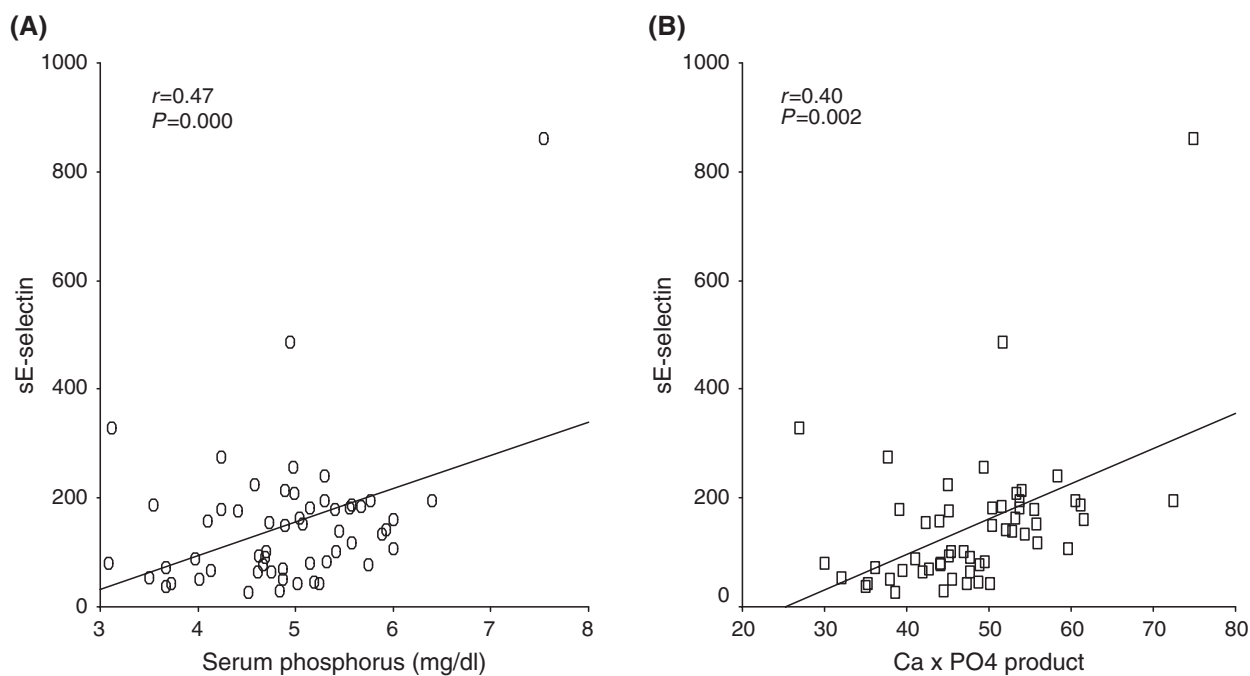 (A)
1000
800
600
400
200
0
sE-selectin
r=0.47
P=0.000
3 4 5 6 7 8
Serum phosphorus (mg/dl)
(B)
1000
800
600
400
200
0
sE-selectin
r=0.40
P=0.002
20 30 40 50 60 70 80
Ca x PO4 product